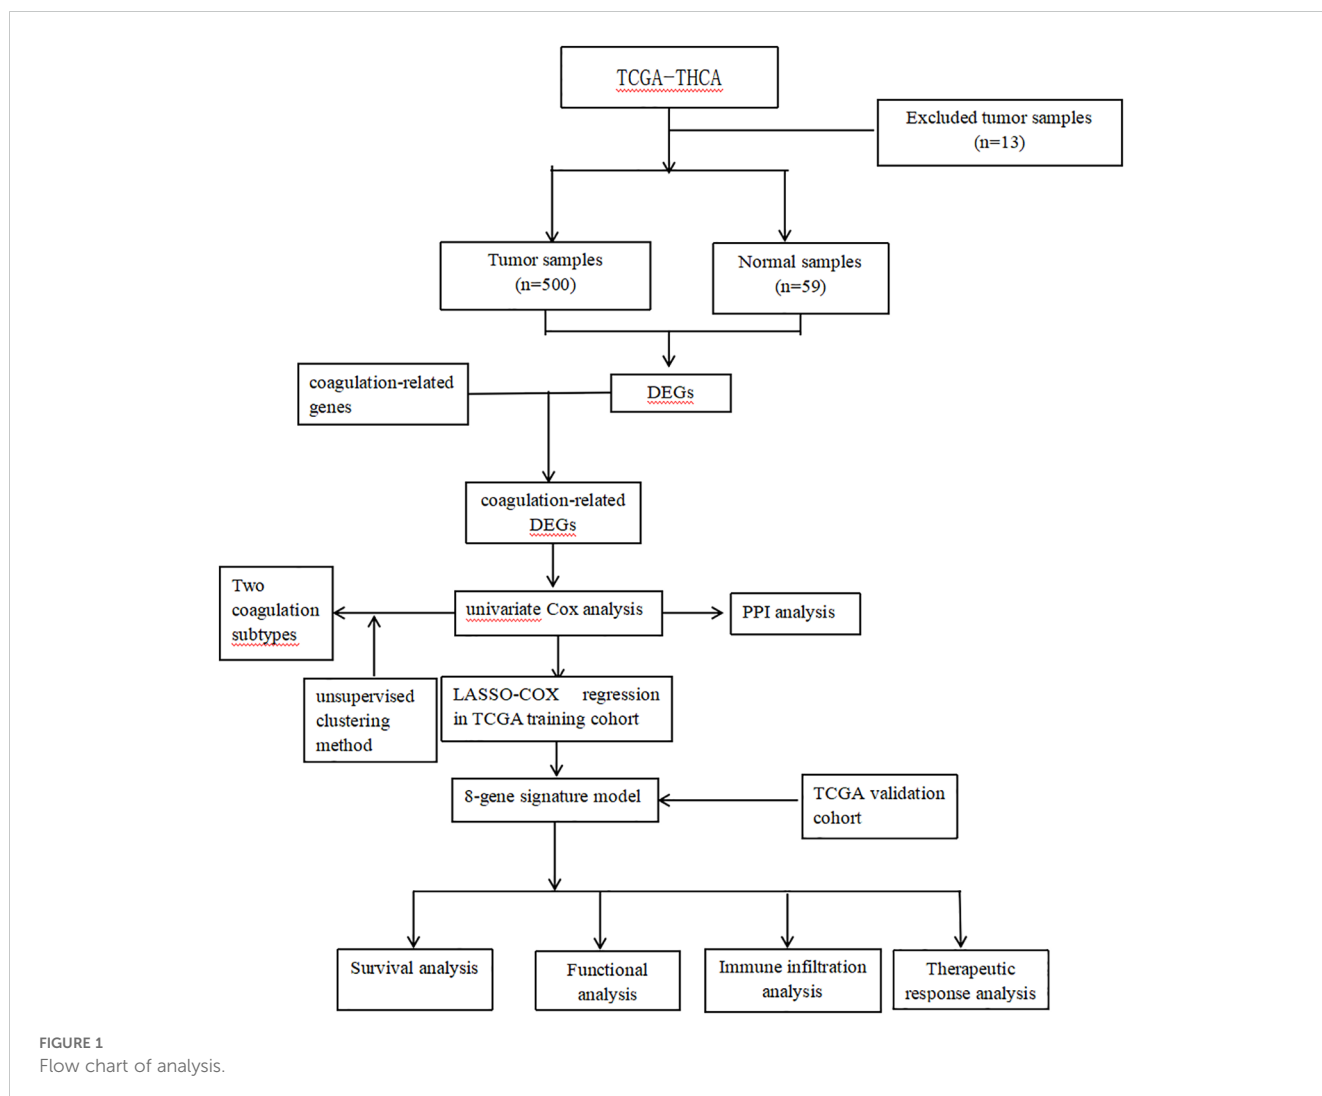 TCGA-THCA
Excluded tumor samples
(n=13)
Tumor samples
(n=500)
Normal samples
(n=59)
coagulation-related
genes
DEGs
coagulation-related
DEGs
Two
coagulation
subtypes
univariate Cox analysis
PPI analysis
unsupervised
clustering
method
LASSO-COX regression
in TCGA training cohort
8-gene signature model
TCGA validation
cohort
Survival analysis
Functional
analysis
Immune infiltration
analysis
Therapeutic
response analysis
FIGURE 1
Flow chart of analysis.